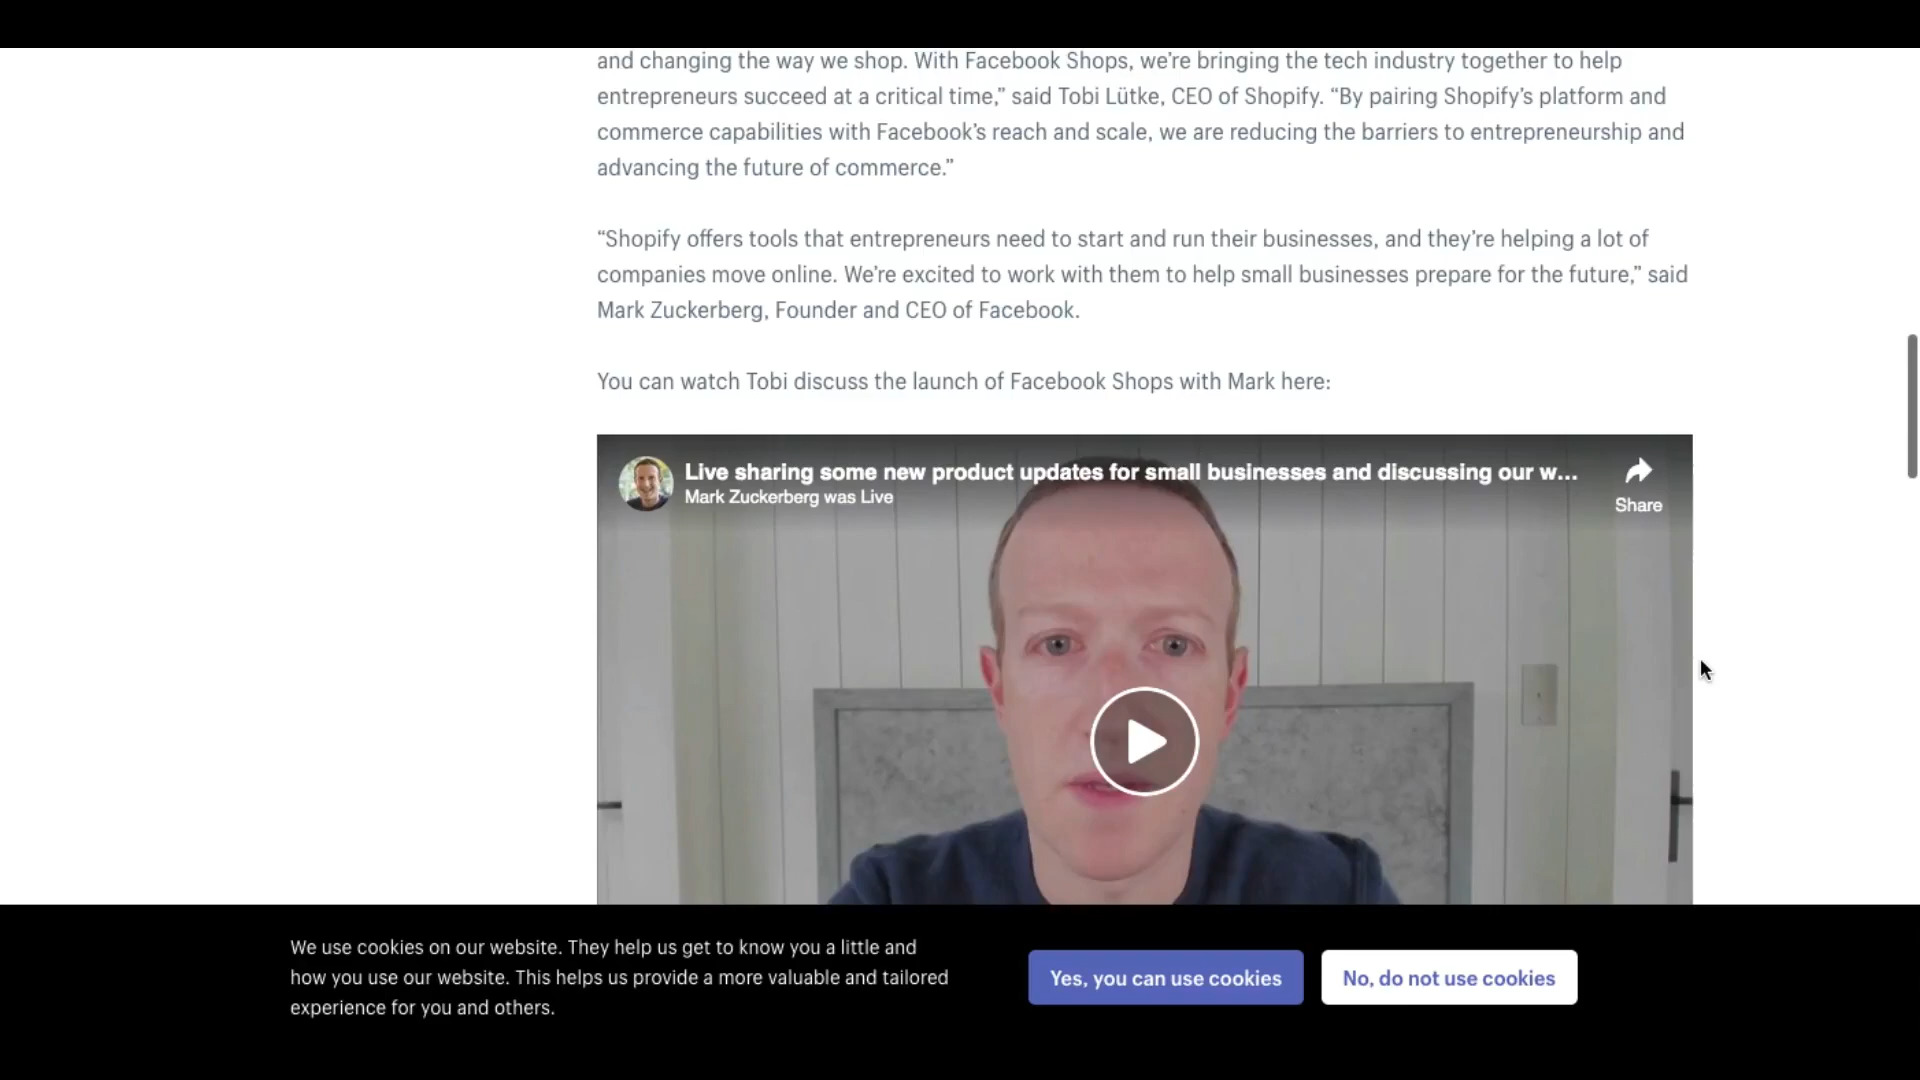 and changing the way we shop. With Facebook Shops, we’re bringing the tech industry together to help
entrepreneurs succeed at a critical time,” said Tobi Lütke, CEO of Shopify. “By pairing Shopify’s platform and
commerce capabilities with Facebook’s reach and scale, we are reducing the barriers to entrepreneurship and
advancing the future of commerce.”
“Shopify offers tools that entrepreneurs need to start and run their businesses, and they’re helping a lot of
companies move online. We’re excited to work with them to help small businesses prepare for the future,” said
Mark Zuckerberg, Founder and CEO of Facebook.
You can watch Tobi discuss the launch of Facebook Shops with Mark here:
Live sharing some new product updates for small businesses and discussing our w...
Mark Zuckerberg was Live
Share
We use cookies on our website. They help us get to know you a little and
how you use our website. This helps us provide a more valuable and tailored
experience for you and others.
Yes, you can use cookies
No, do not use cookies